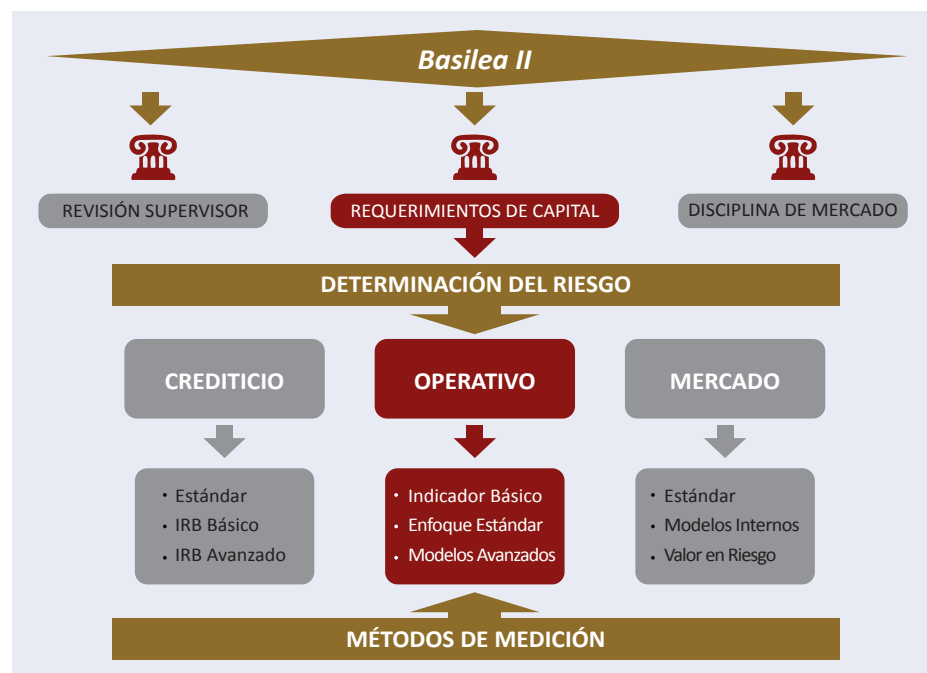 Basilea II
REVISIÓN SUPERVISOR
REQUERIMIENTOS DE CAPITAL
DISCIPLINA DE MERCADO
DETERMINACIÓN DEL RIESGO
CREDITICIO
OPERATIVO
MERCADO
• Estándar
• IRB Básico
• IRB Avanzado
• Indicador Básico
• Enfoque Estándar
• Modelos Avanzados
• Estándar
• Modelos Internos
• Valor en Riesgo
MÉTODOS DE MEDICIÓN